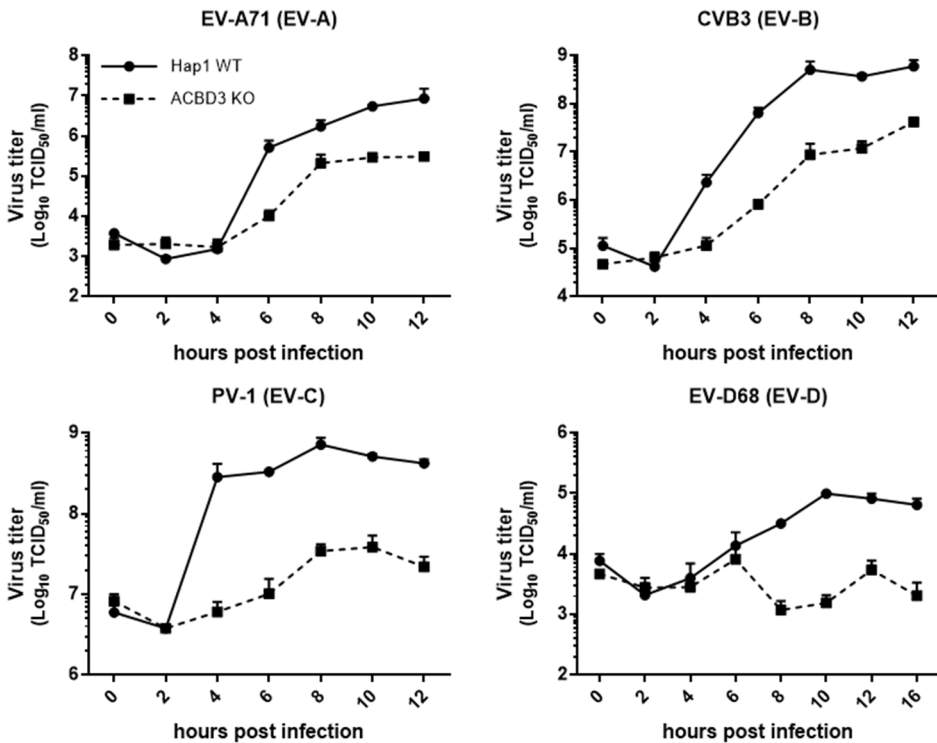 EV-A71 (EV-A)
Virus titer
(Log₁₀ TCID₅₀/ml)
8
7
6
5
4
3
2
Hap1 WT
ACBD3 KO
0 2 4 6 8 10 12
hours post infection
CVB3 (EV-B)
Virus titer
(Log₁₀ TCID₅₀/ml)
9
8
7
6
5
4
0 2 4 6 8 10 12
hours post infection
PV-1 (EV-C)
Virus titer
(Log₁₀ TCID₅₀/ml)
9
8
7
6
0 2 4 6 8 10 12
hours post infection
EV-D68 (EV-D)
Virus titer
(Log₁₀ TCID₅₀/ml)
6
5
4
3
2
0 2 4 6 8 10 12 16
hours post infection